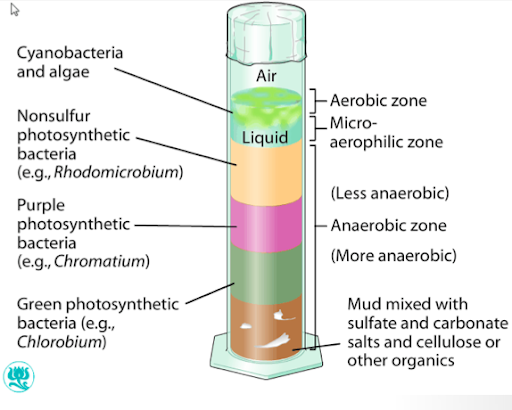 Cyanobacteria
and algae
Nonsulfur
photosynthetic
bacteria
(e.g., Rhodomicrobium)
Purple
photosynthetic
bacteria
(e.g., Chromatium)
Green photosynthetic
bacteria (e.g.,
Chlorobium)
Air
Liquid
Aerobic zone
Micro-
aerophilic zone
(Less anaerobic)
Anaerobic zone
(More anaerobic)
Mud mixed with
sulfate and carbonate
salts and cellulose or
other organics